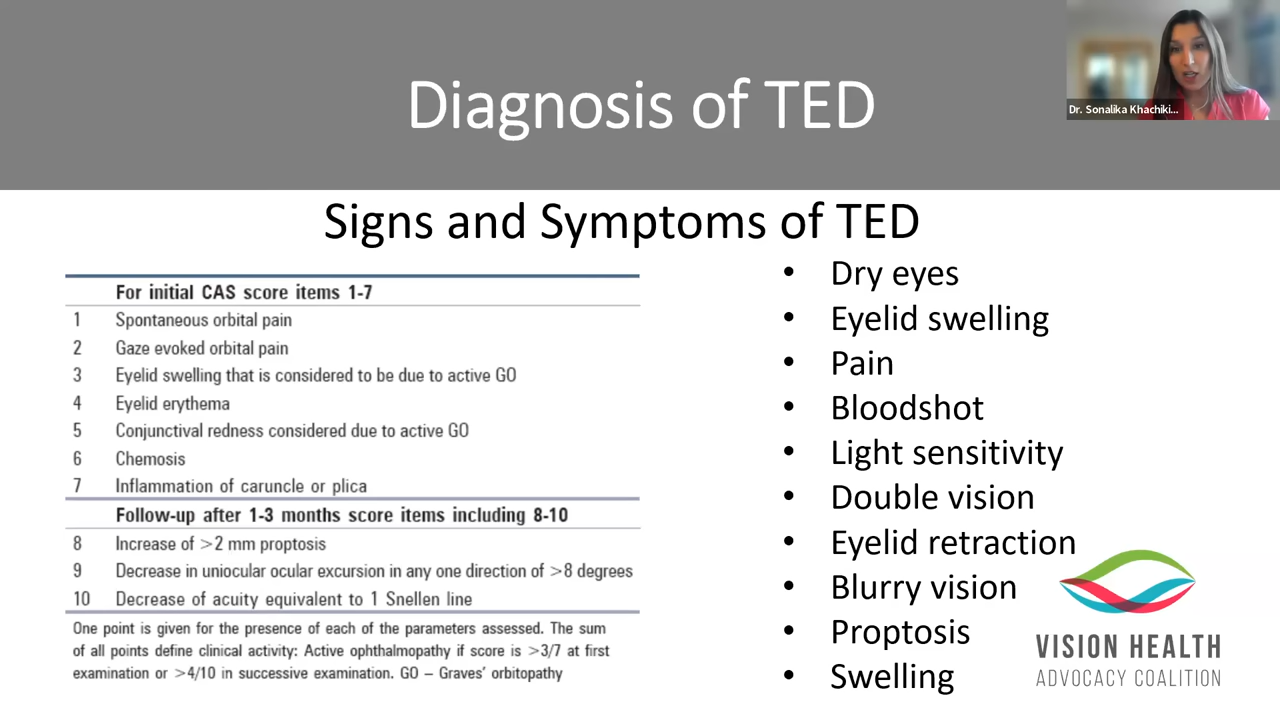 Diagnosis of TED
Dr. Sonalika Khachiki...
Signs and Symptoms of TED
For initial CAS score items 1-7
1 Spontaneous orbital pain
2 Gaze evoked orbital pain
3 Eyelid swelling that is considered to be due to active GO
4 Eyelid erythema
5 Conjunctival redness considered due to active GO
6 Chemosis
7 Inflammation of caruncle or plica
Follow-up after 1-3 months score items including 8-10
8 Increase of >2 mm proptosis
9 Decrease in uniocular ocular excursion in any one direction of >8 degrees
10 Decrease of acuity equivalent to 1 Snellen line
One point is given for the presence of each of the parameters assessed. The sum
of all points define clinical activity: Active ophthalmopathy if score is >3/7 at first
examination or >4/10 in successive examination. GO – Graves' orbitopathy
• Dry eyes
• Eyelid swelling
• Pain
• Bloodshot
• Light sensitivity
• Double vision
• Eyelid retraction
• Blurry vision
• Proptosis
• Swelling
VISION HEALTH
ADVOCACY COALITION